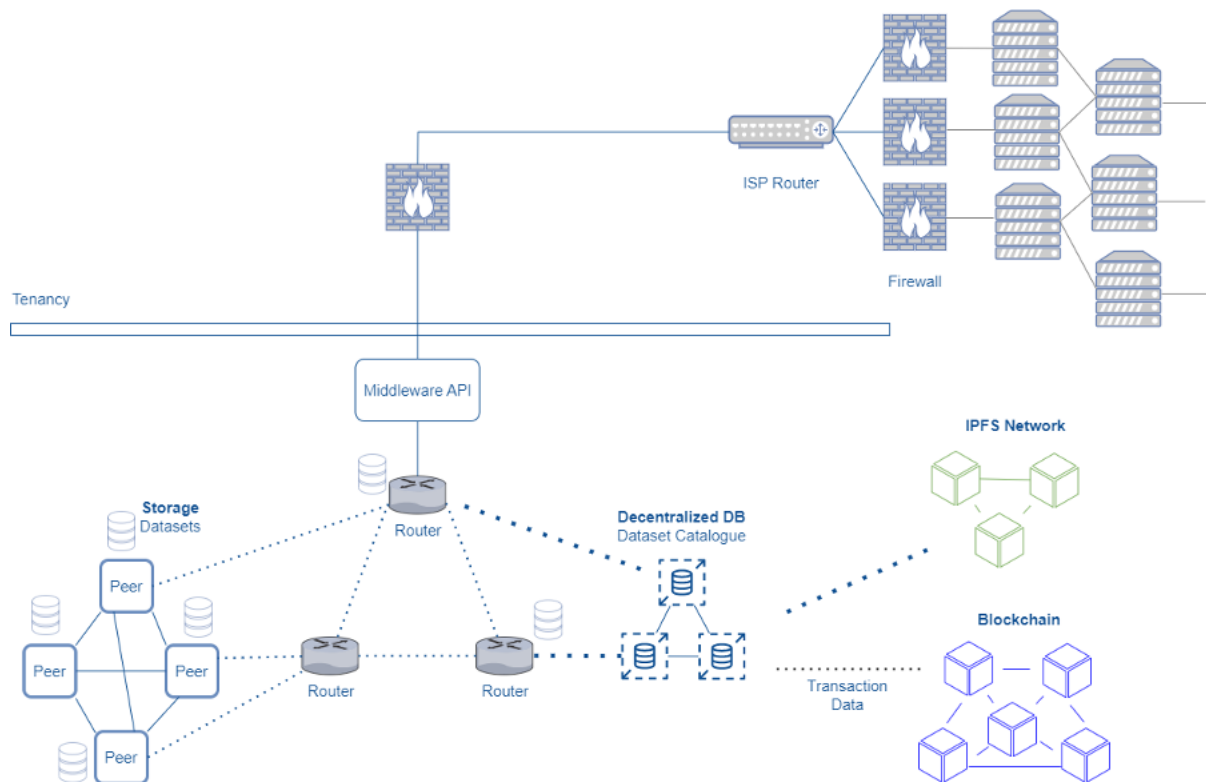 ISP Router
Firewall
Tenancy
Middleware API
IPFS Network
Storage
Datasets
Router
Decentralized DB
Dataset Catalogue
Peer
Peer
Peer
Router
Router
Blockchain
Transaction
Data
Peer